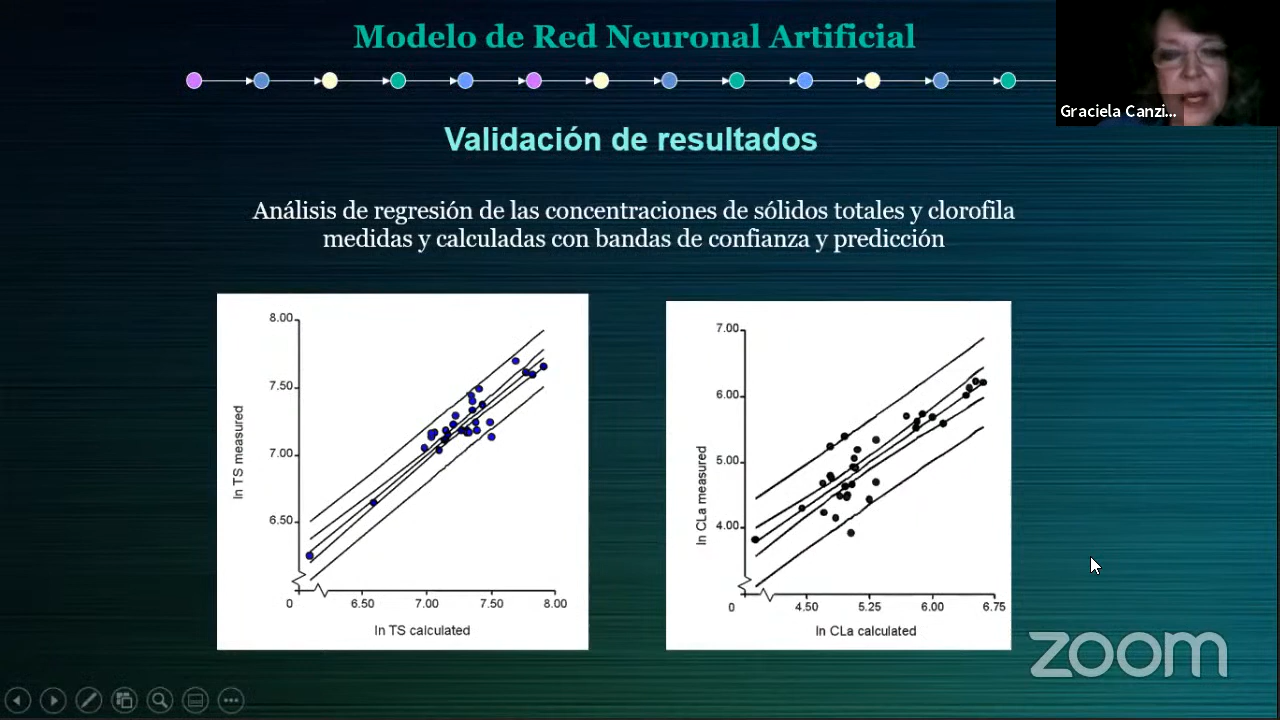 Modelo de Red Neuronal Artificial
Graciela Canzi...
Validación de resultados
Análisis de regresión de las concentraciones de sólidos totales y clorofila
medidas y calculadas con bandas de confianza y predicción
8.00
7.50
7.00
6.50
ln TS measured
0
6.50
7.00
7.50
8.00
ln TS calculated
7.00
6.00
5.00
4.00
ln CLa measured
0
4.50
5.25
6.00
6.75
ln CLa calculated
zoom